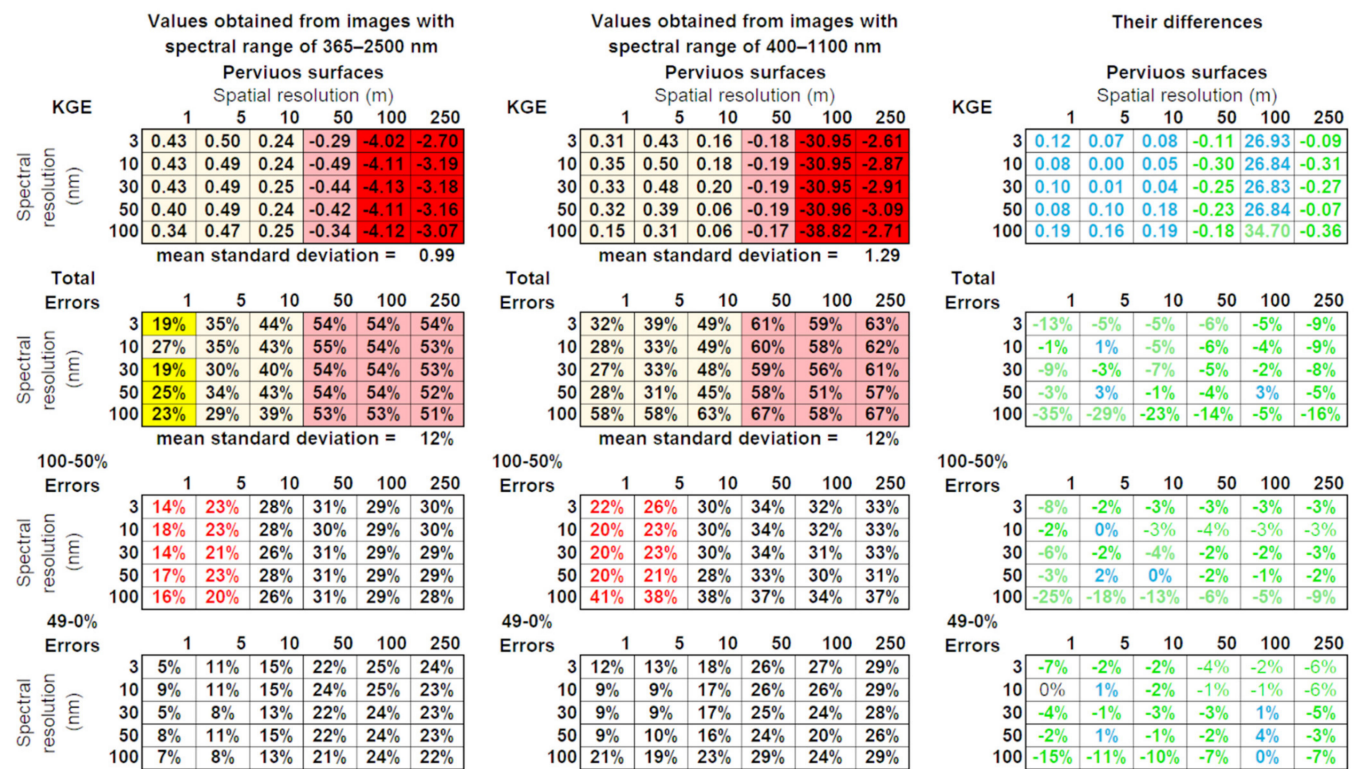 Values obtained from images with Values obtained from images with Their differences
spectral range of 365–2500 nm spectral range of 400–1100 nm
Perviuos surfaces Perviuos surfaces Perviuos surfaces
Spatial resolution (m) Spatial resolution (m) Spatial resolution (m)
KGE 1 5 10 50 100 250 KGE 1 5 10 50 100 250 KGE 1 5 10 50 100 250
Spectral resolution (nm)
3 0.43 0.50 0.24 -0.29 -4.02 -2.70 3 0.31 0.43 0.16 -0.18 -30.95 -2.61 3 0.12 0.07 0.08 -0.11 26.93 -0.09
10 0.43 0.49 0.24 -0.49 -4.11 -3.19 10 0.35 0.50 0.18 -0.19 -30.95 -2.87 10 0.08 0.00 0.05 -0.30 26.84 -0.31
30 0.43 0.49 0.25 -0.44 -4.13 -3.18 30 0.33 0.48 0.20 -0.19 -30.95 -2.91 30 0.10 0.01 0.04 -0.25 26.83 -0.27
50 0.40 0.49 0.24 -0.42 -4.11 -3.16 50 0.32 0.39 0.06 -0.19 -30.96 -3.09 50 0.08 0.10 0.18 -0.23 26.84 -0.07
100 0.34 0.47 0.25 -0.34 -4.12 -3.07 100 0.15 0.31 0.06 -0.17 -38.82 -2.71 100 0.19 0.16 0.19 -0.18 34.70 -0.36
mean standard deviation = 0.99 mean standard deviation = 1.29
Total Total Total
Errors 1 5 10 50 100 250 Errors 1 5 10 50 100 250 Errors 1 5 10 50 100 250
Spectral resolution (nm)
3 19% 35% 44% 54% 54% 54% 3 32% 39% 49% 61% 59% 63% 3 -13% -5% -5% -6% -5% -9%
10 27% 35% 43% 55% 54% 53% 10 28% 33% 49% 60% 58% 62% 10 -1% 1% -5% -6% -4% -9%
30 19% 30% 40% 54% 54% 53% 30 27% 33% 48% 59% 56% 61% 30 -9% -3% -7% -5% -2% -8%
50 25% 34% 43% 54% 54% 52% 50 28% 31% 45% 58% 51% 57% 50 -3% 3% -1% -4% 3% -5%
100 23% 29% 39% 53% 53% 51% 100 58% 58% 63% 67% 58% 67% 100 -35% -29% -23% -14% -5% -16%
mean standard deviation = 12% mean standard deviation = 12%
100-50% 100-50% 100-50%
Errors 1 5 10 50 100 250 Errors 1 5 10 50 100 250 Errors 1 5 10 50 100 250
Spectral resolution (nm)
3 14% 23% 28% 31% 29% 30% 3 22% 26% 30% 34% 32% 33% 3 -8% -2% -3% -3% -3% -3%
10 18% 23% 28% 30% 29% 30% 10 20% 23% 30% 34% 32% 33% 10 -2% 0% -3% -4% -3% -3%
30 14% 21% 26% 31% 29% 29% 30 20% 23% 30% 34% 31% 33% 30 -6% -2% -4% -2% -2% -3%
50 17% 23% 28% 31% 29% 29% 50 20% 21% 28% 33% 30% 31% 50 -3% 2% 0% -2% -1% -2%
100 16% 20% 26% 31% 29% 28% 100 41% 38% 38% 37% 34% 37% 100 -25% -18% -13% -6% -5% -9%
49-0% 49-0% 49-0%
Errors 1 5 10 50 100 250 Errors 1 5 10 50 100 250 Errors 1 5 10 50 100 250
Spectral resolution (nm)
3 5% 11% 15% 22% 25% 24% 3 12% 13% 18% 26% 27% 29% 3 -7% -2% -2% -4% -2% -6%
10 9% 11% 15% 24% 25% 23% 10 9% 9% 17% 26% 26% 29% 10 0% 1% -2% -1% -1% -6%
30 5% 8% 13% 22% 24% 23% 30 9% 9% 17% 25% 24% 28% 30 -4% -1% -3% -3% 1% -5%
50 8% 11% 15% 22% 24% 23% 50 9% 10% 16% 24% 20% 26% 50 -2% 1% -1% -2% 4% -3%
100 7% 8% 13% 21% 24% 22% 100 21% 19% 23% 29% 24% 29% 100 -15% -11% -10% -7% 0% -7%